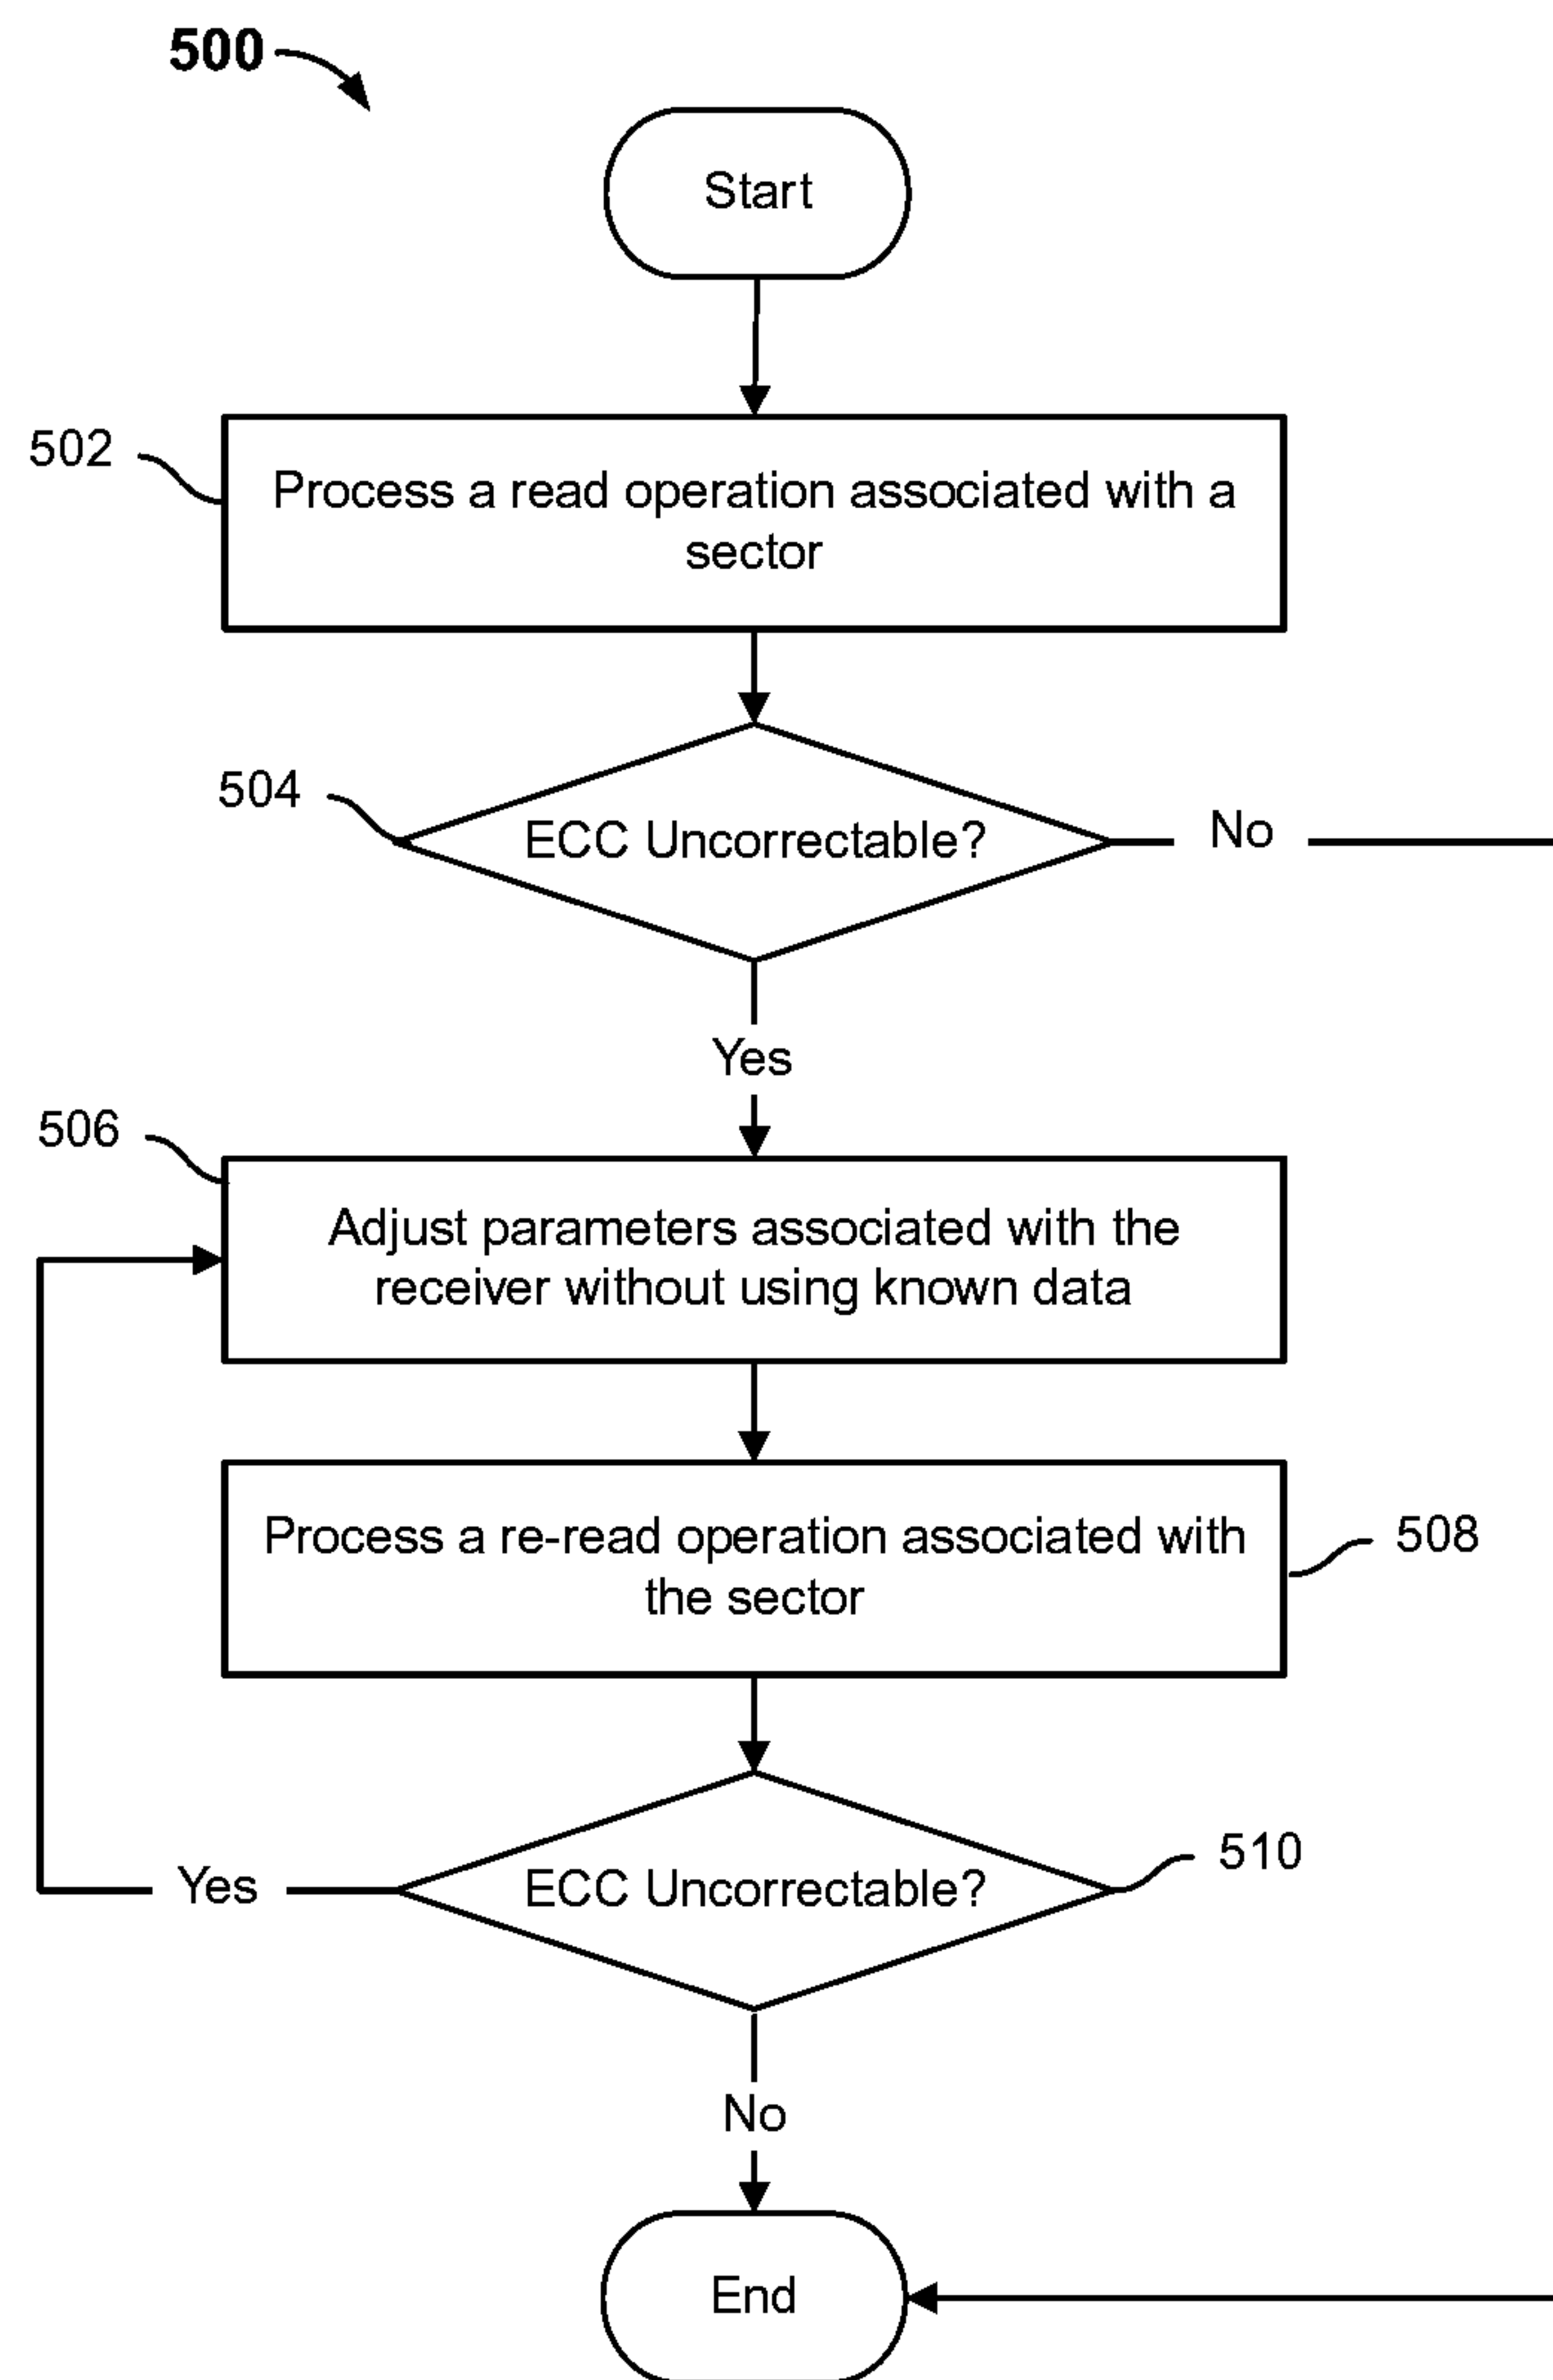 500
Start
502
Process a read operation associated with a
sector
504
ECC Uncorrectable?
No
Yes
506
Adjust parameters associated with the
receiver without using known data
Process a re-read operation associated with
the sector
508
510
Yes
ECC Uncorrectable?
No
End